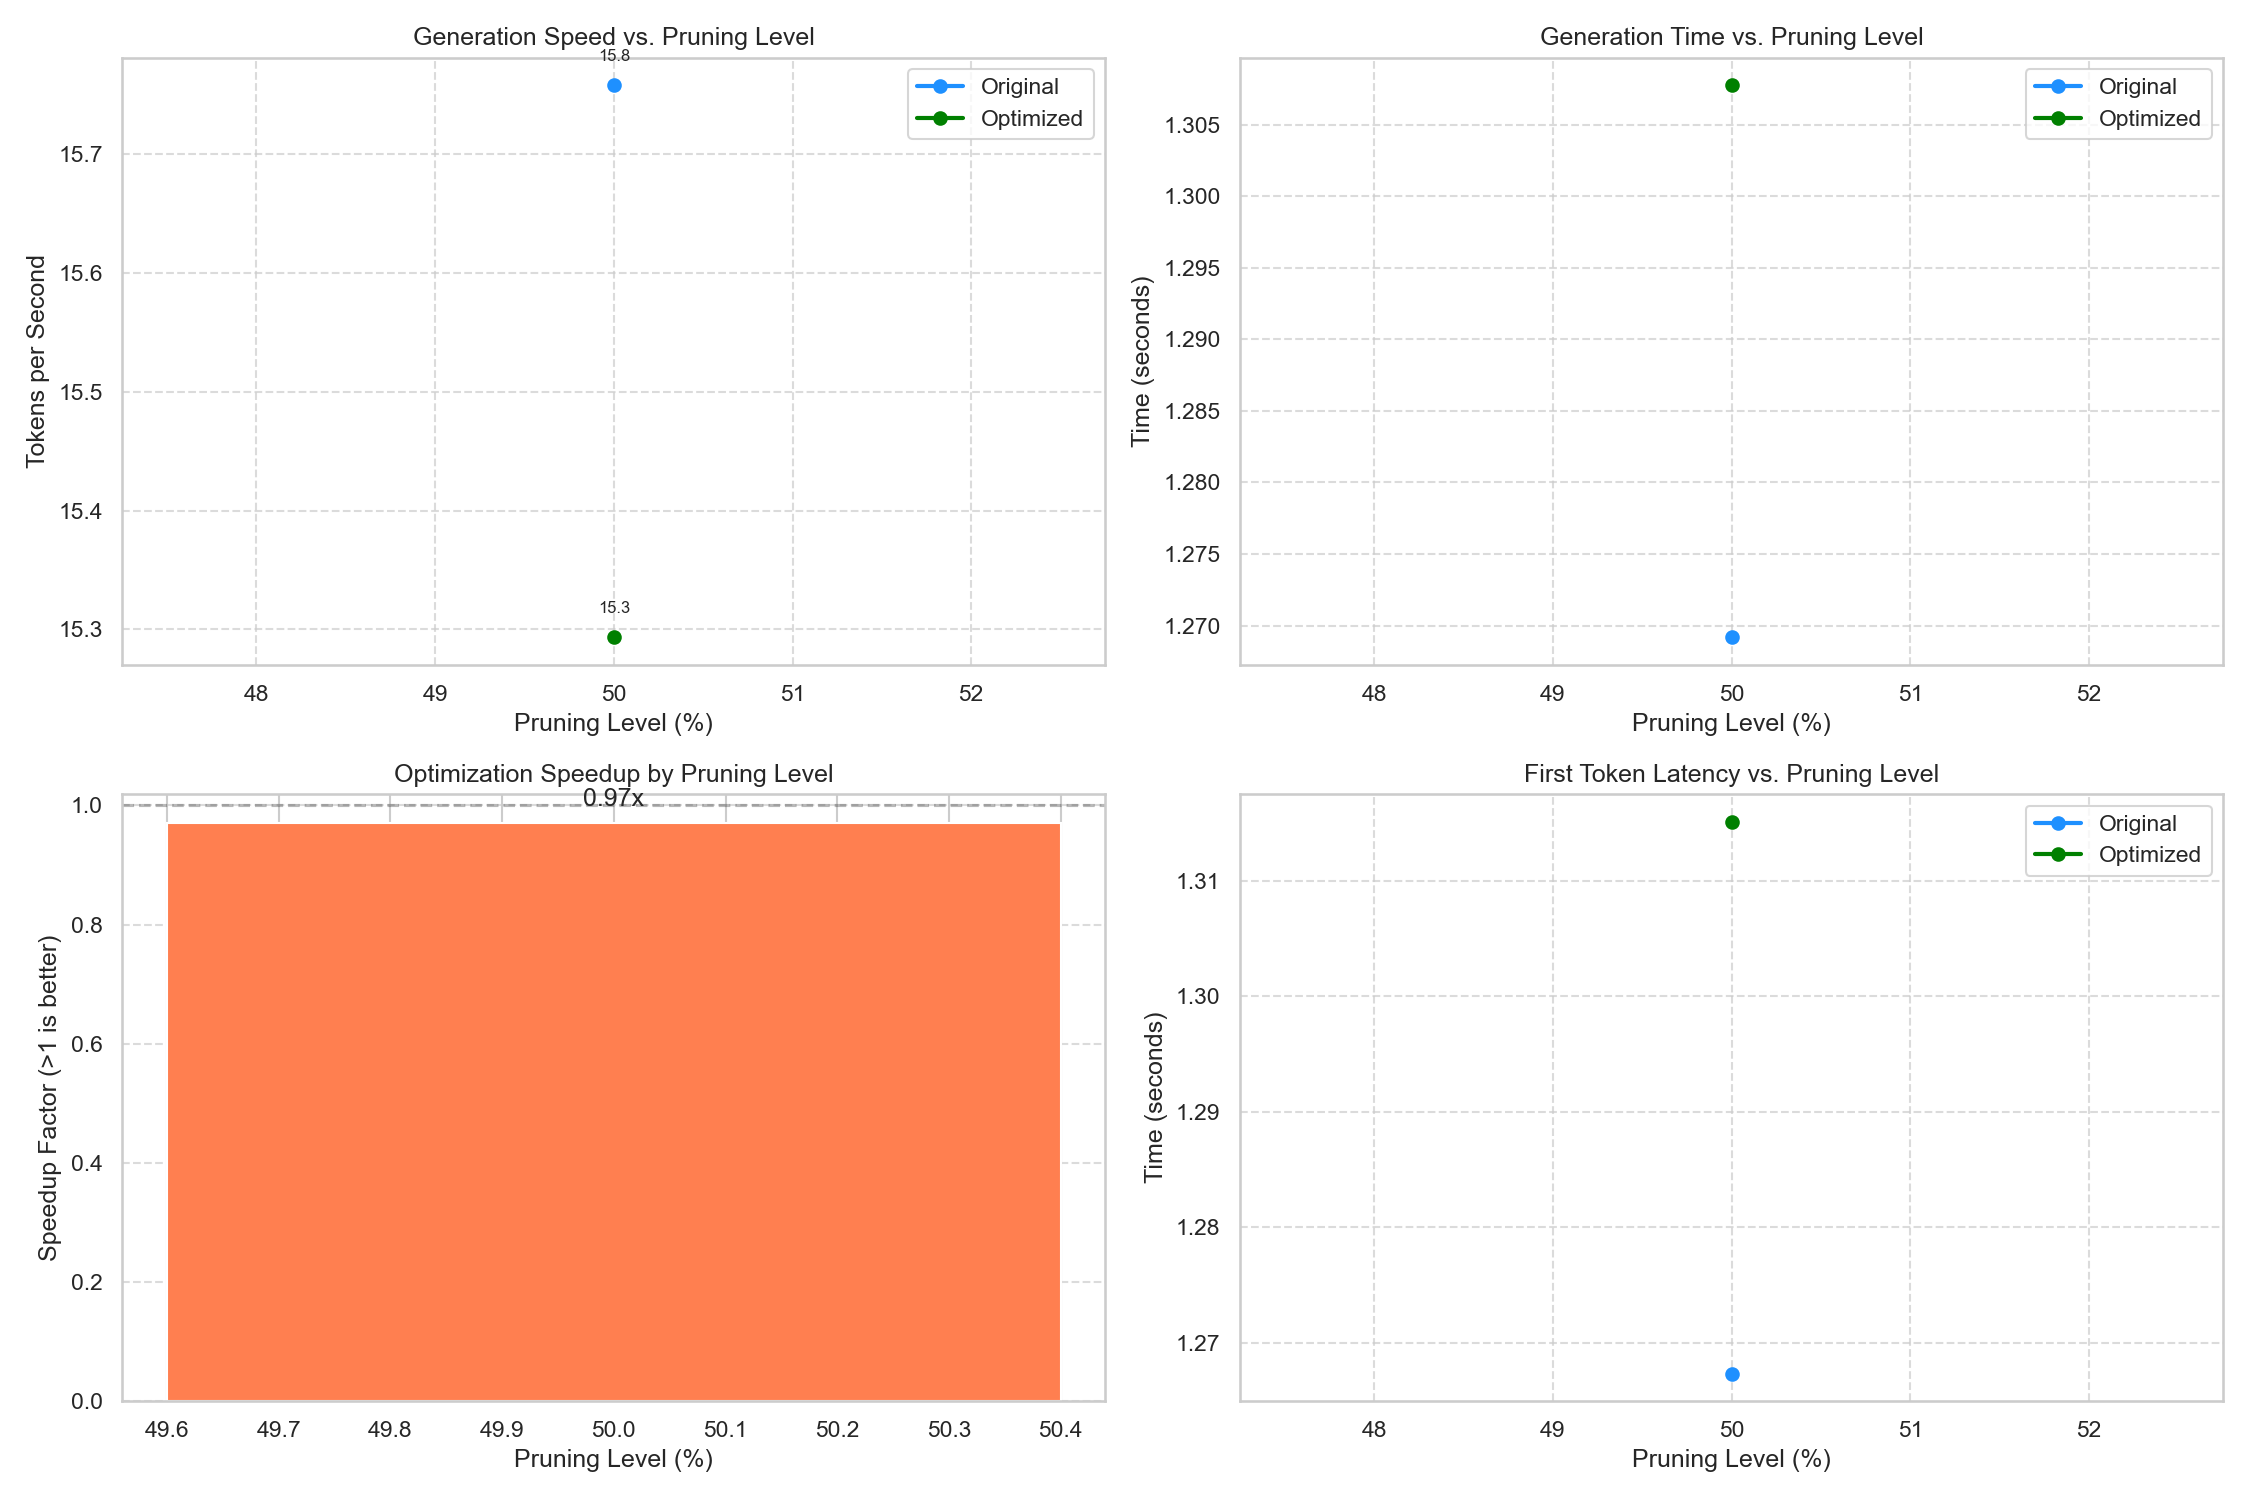 Generation Speed vs. Pruning Level
15.8
Original
Optimized
15.7
15.6
15.5
15.4
15.3
15.3
Tokens per Second
48 49 50 51 52
Pruning Level (%)
Generation Time vs. Pruning Level
Original
Optimized
1.305
1.300
1.295
1.290
1.285
1.280
1.275
1.270
Time (seconds)
48 49 50 51 52
Pruning Level (%)
Optimization Speedup by Pruning Level
0.97x
1.0
0.8
0.6
0.4
0.2
0.0
Speedup Factor (>1 is better)
49.6 49.7 49.8 49.9 50.0 50.1 50.2 50.3 50.4
Pruning Level (%)
First Token Latency vs. Pruning Level
Original
Optimized
1.31
1.30
1.29
1.28
1.27
Time (seconds)
48 49 50 51 52
Pruning Level (%)